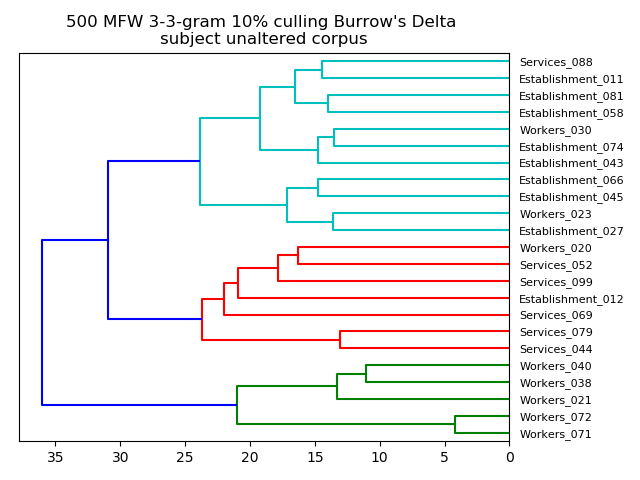 500 MFW 3-3-gram 10% culling Burrow's Delta
subject unaltered corpus
Services_088
Establishment_011
Establishment_081
Establishment_058
Workers_030
Establishment_074
Establishment_043
Establishment_066
Establishment_045
Workers_023
Establishment_027
Workers_020
Services_052
Services_099
Establishment_012
Services_069
Services_079
Services_044
Workers_040
Workers_038
Workers_021
Workers_072
Workers_071
35 30 25 20 15 10 5 0